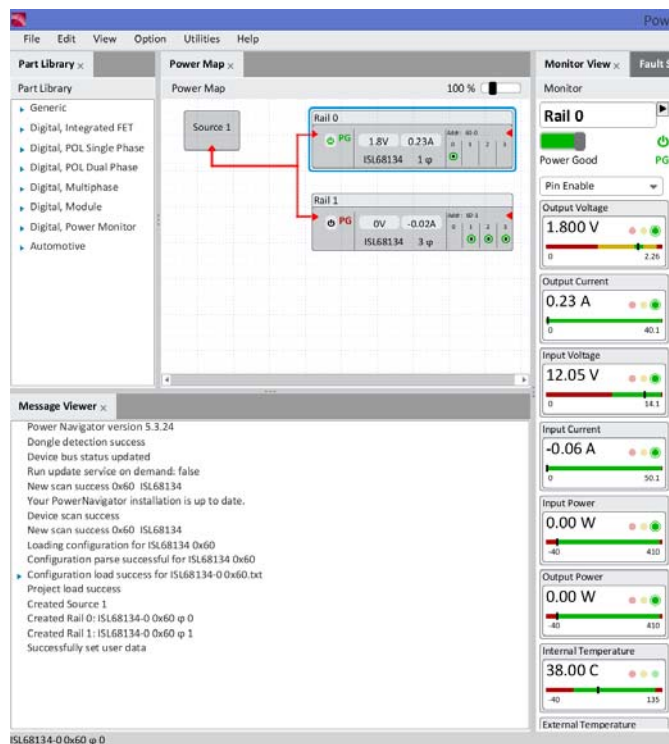 Pow
File Edit View Option Utilities Help
Part Library ×
Power Map ×
Monitor View × Fault S
Part Library
Power Map
100 %
Monitor
Generic
Digital, Integrated FET
Digital, POL Single Phase
Digital, POL Dual Phase
Digital, Multiphase
Digital, Module
Digital, Power Monitor
Automotive
Source 1
Rail 0
PG 1.8V 0.23A
ISL68134 1 φ
0 1 2 3
Rail 1
PG 0V -0.02A
ISL68134 3 φ
0 1 2 3
Rail 0
Power Good PG
Pin Enable
Output Voltage
1.800 V
0 2.26
Output Current
0.23 A
0 40.1
Input Voltage
12.05 V
0 14.1
Input Current
-0.06 A
0 50.1
Input Power
0.00 W
-40 410
Output Power
0.00 W
-40 410
Internal Temperature
38.00 C
-40 135
External Temperature
Message Viewer ×
Power Navigator version 5.3.24
Dongle detection success
Device bus status updated
Run update service on demand: false
New scan success 0x60 ISL68134
Your PowerNavigator installation is up to date.
Device scan success
New scan success 0x60 ISL68134
Loading configuration for ISL68134 0x60
Configuration parse successful for ISL68134 0x60
Configuration load success for ISL68134-0 0x60.txt
Project load success
Created Source 1
Created Rail 0: ISL68134-0 0x60 φ 0
Created Rail 1: ISL68134-0 0x60 φ 1
Successfully set user data
ISL68134-0 0x60 φ 0